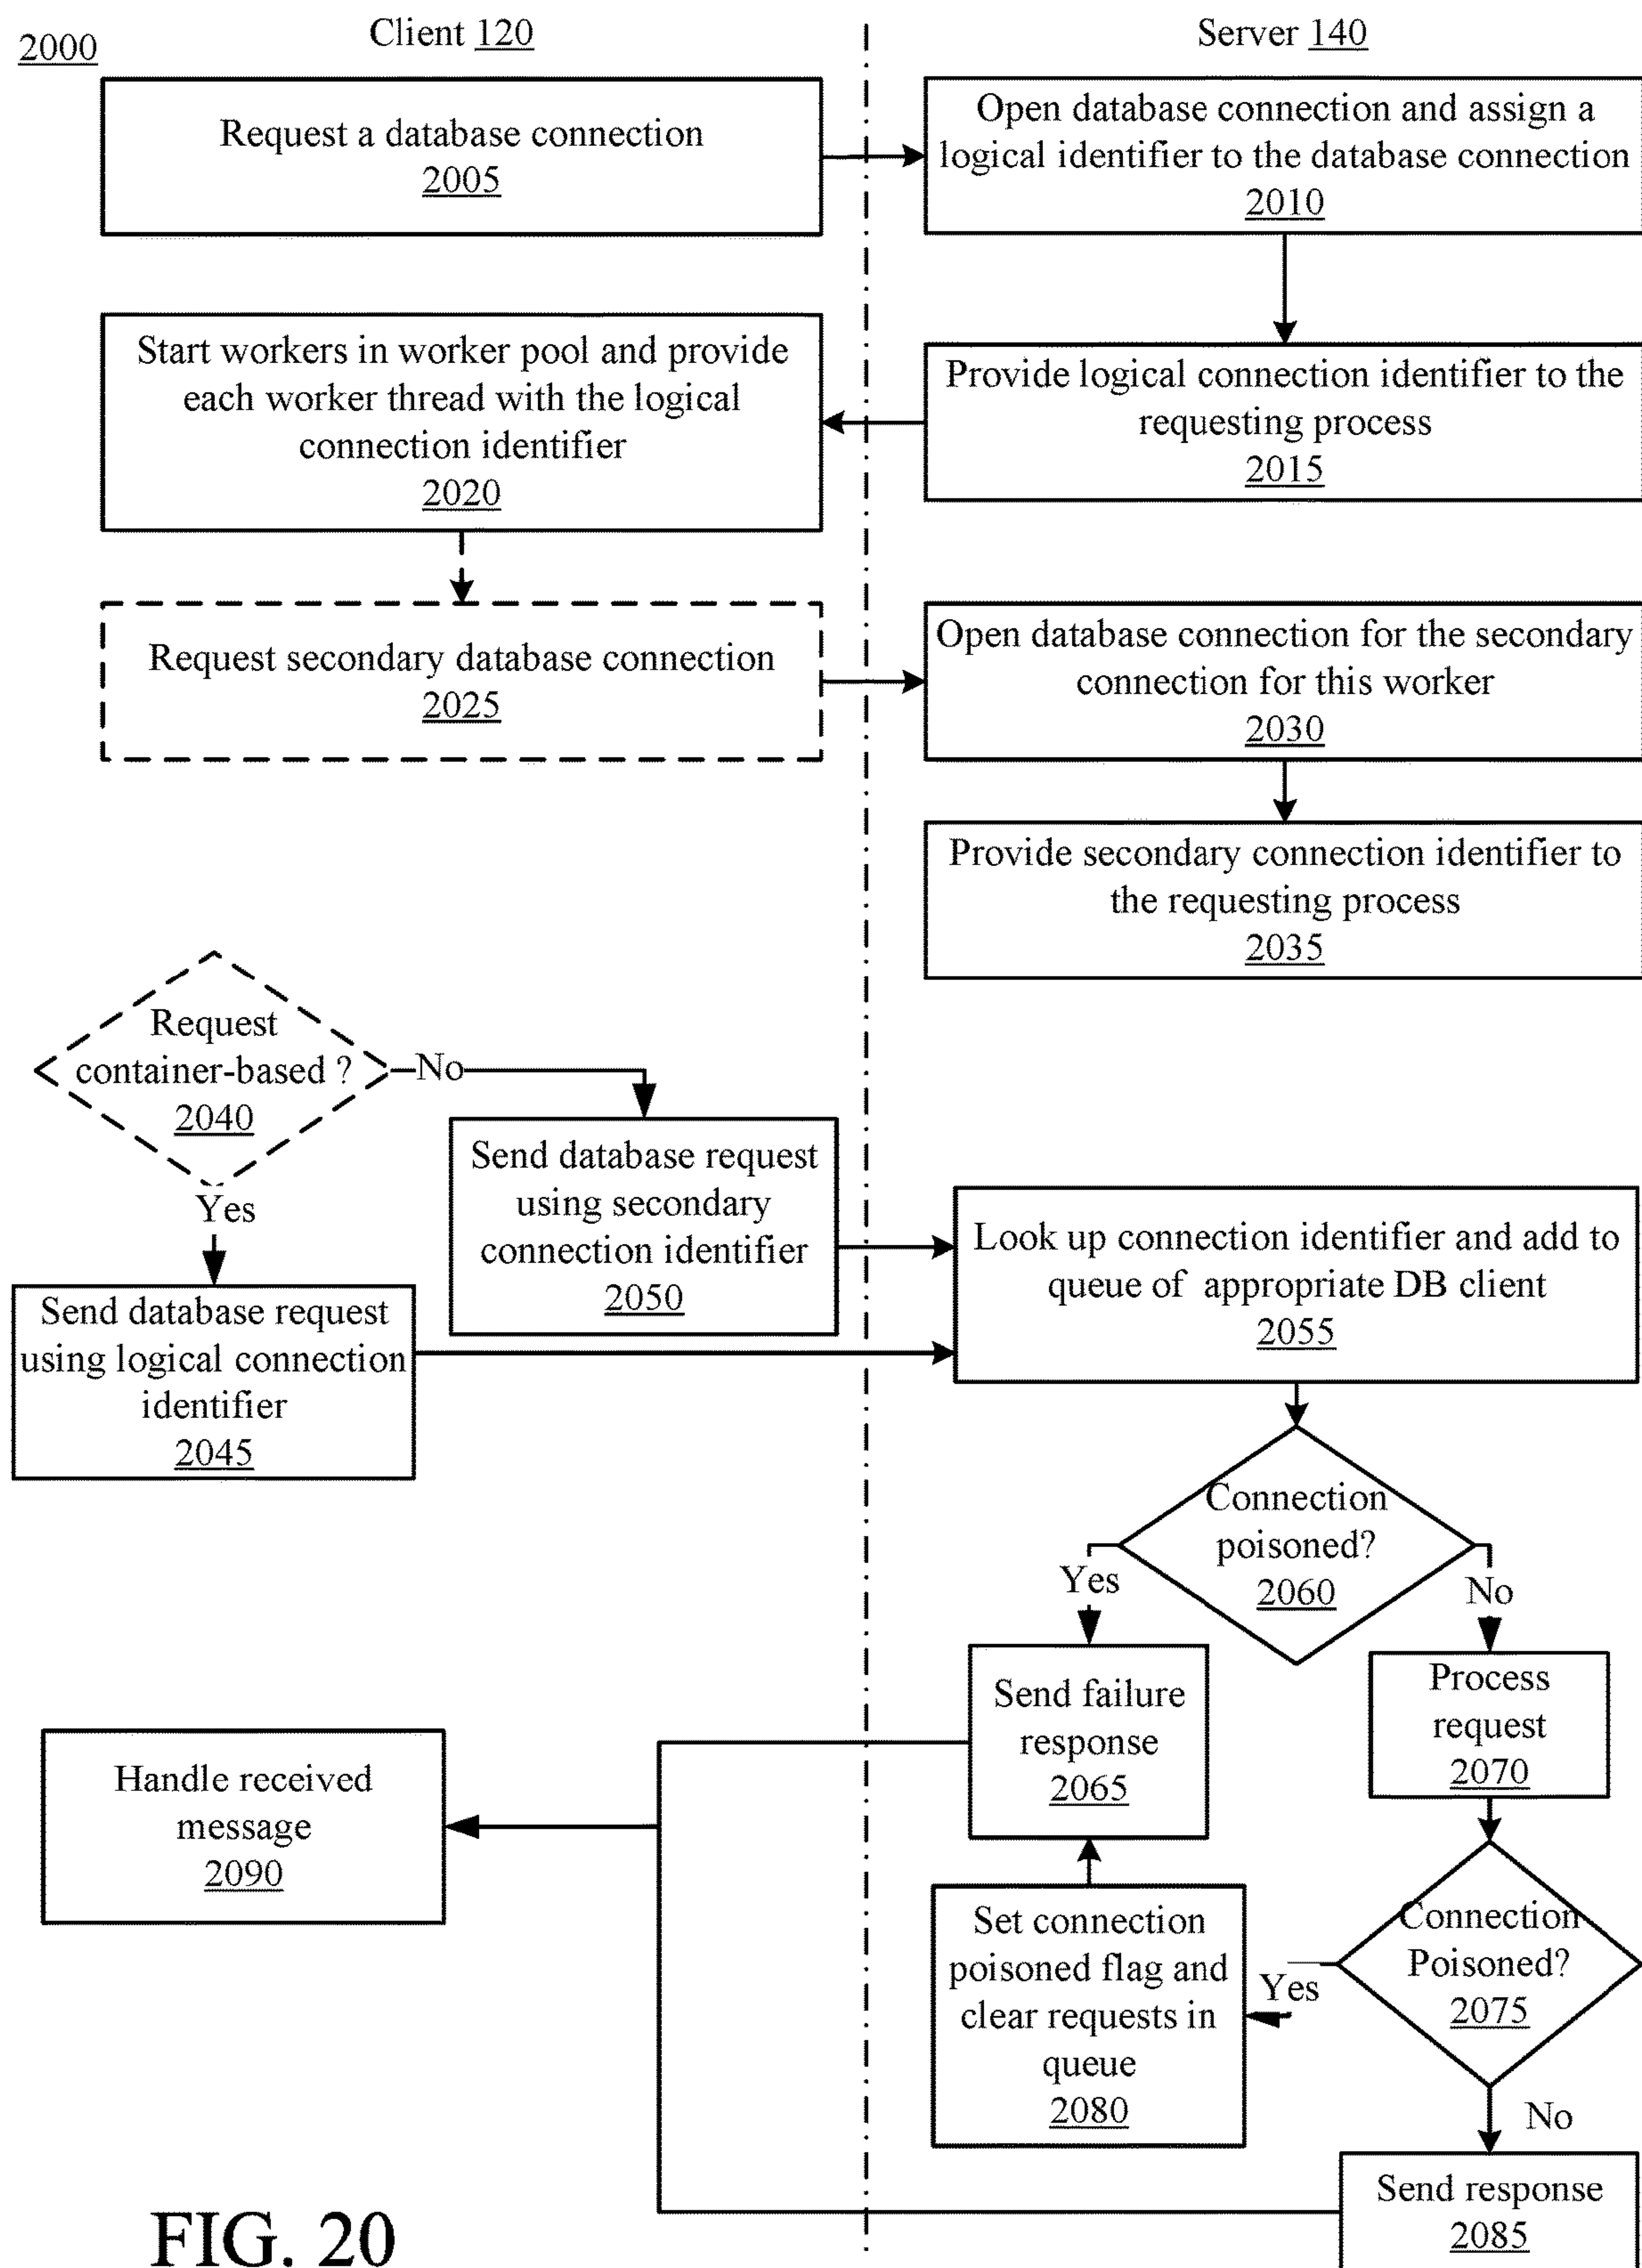 2000
Client 120
Server 140
Request a database connection
2005
Open database connection and assign a
logical identifier to the database connection
2010
Start workers in worker pool and provide
each worker thread with the logical
connection identifier
2020
Provide logical connection identifier to the
requesting process
2015
Request secondary database connection
2025
Open database connection for the secondary
connection for this worker
2030
Provide secondary connection identifier to
the requesting process
2035
Request
container-based ?
2040
No
Yes
Send database request
using secondary
connection identifier
2050
Send database request
using logical connection
identifier
2045
Look up connection identifier and add to
queue of appropriate DB client
2055
Connection
poisoned?
2060
Yes
No
Send failure
response
2065
Process
request
2070
Handle received
message
2090
Set connection
poisoned flag and
clear requests in
queue
2080
Yes
Connection
Poisoned?
2075
No
Send response
2085
FIG. 20